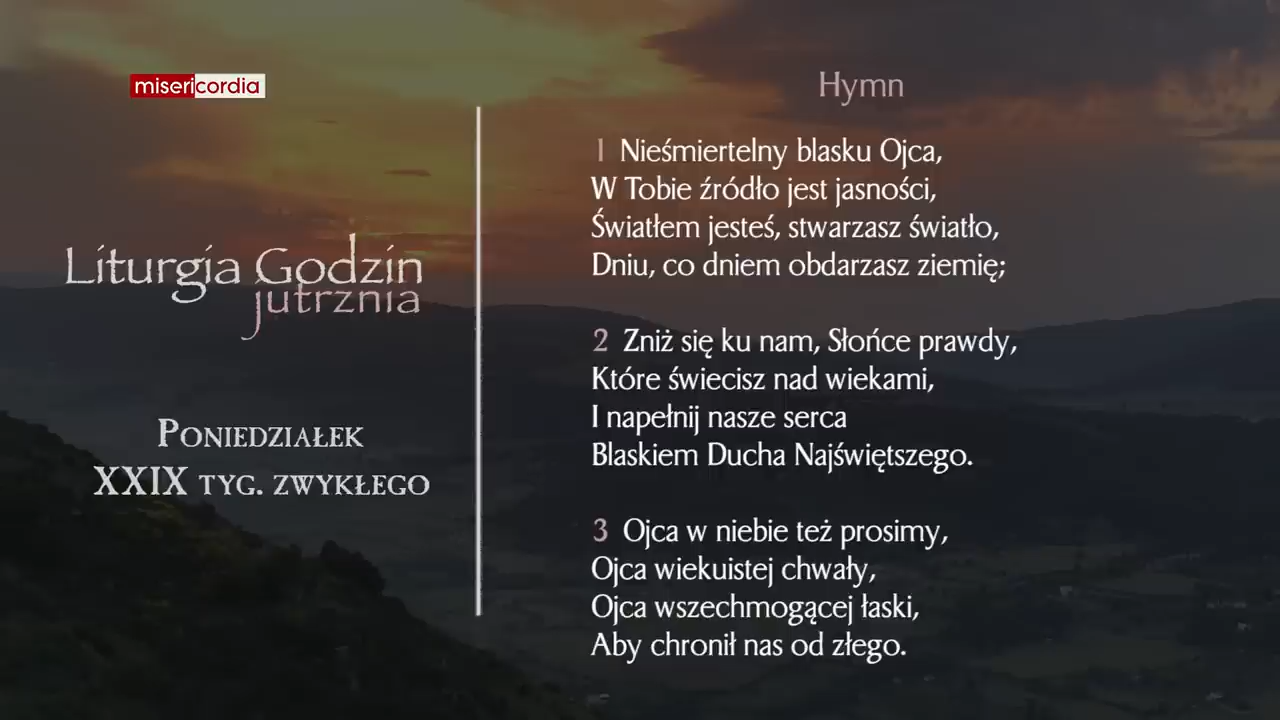 misericordia
Liturgia Godzin
jutrznia
Poniedziałek
XXIX tyg. zwykłego
Hymn
1 Nieśmiertelny blasku Ojca,
W Tobie źródło jest jasności,
Światłem jesteś, stwarzasz światło,
Dniu, co dniem obdarzasz ziemię;
2 Zniż się ku nam, Słońce prawdy,
Które świecisz nad wiekami,
I napełnij nasze serca
Blaskiem Ducha Najświętszego.
3 Ojca w niebie też prosimy,
Ojca wiekuistej chwały,
Ojca wszechmogącej łaski,
Aby chronił nas od złego.